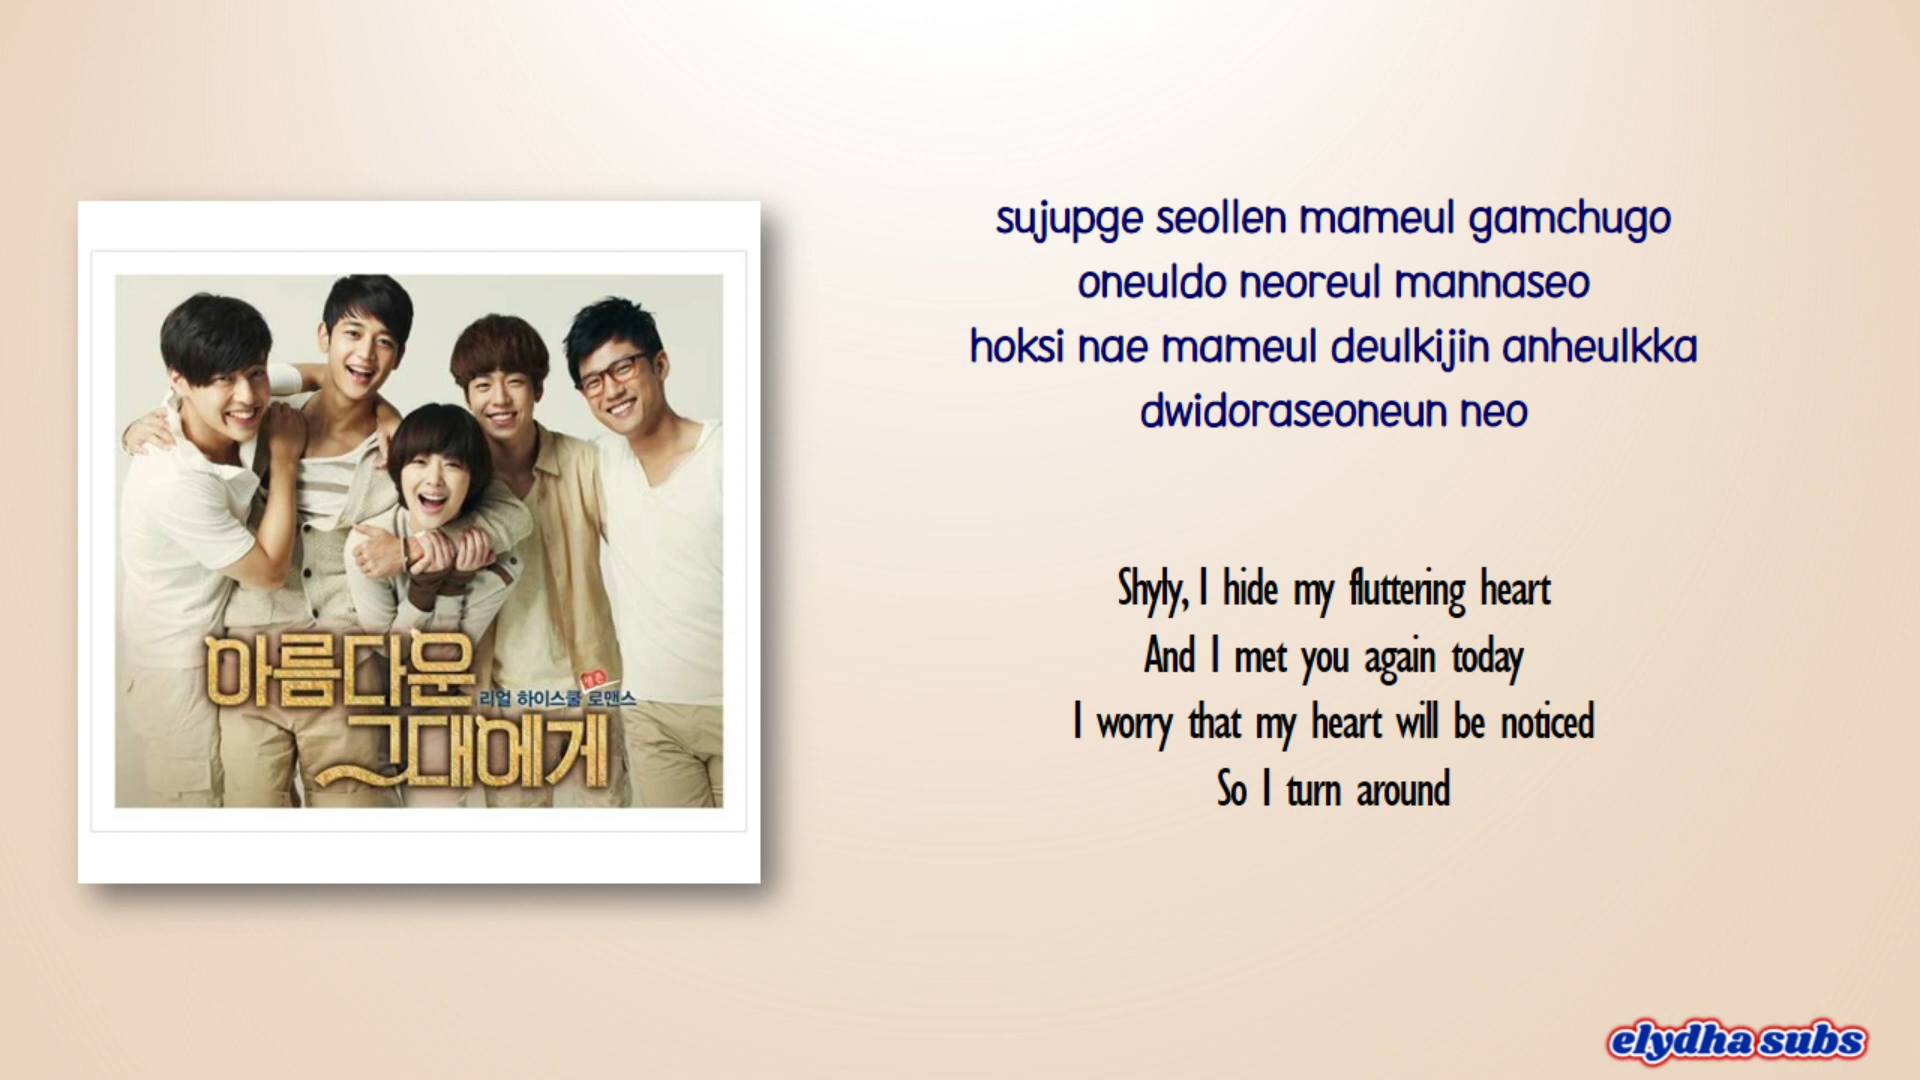 sujupge seollen mameul gamchugo
oneuldo neoreul mannaseo
hoksi nae mameul deulkijin anheulkka
dwidoraseoneun neo
Shyly, I hide my fluttering heart
And I met you again today
I worry that my heart will be noticed
So I turn around
아름다운
생존
리얼 하이스쿨 로맨스
그대에게
elydha subs